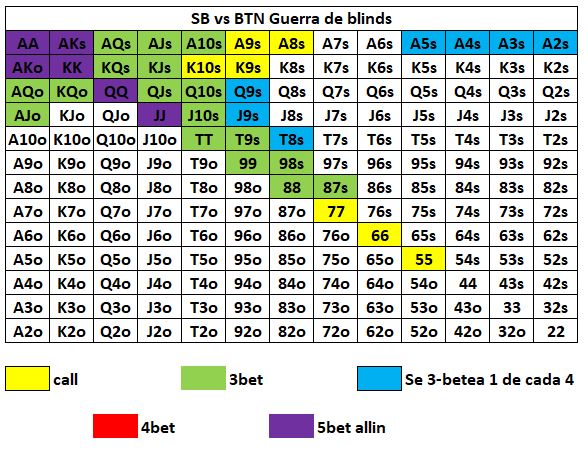 SB vs BTN Guerra de blinds
AA AKs AQs AJs A10s A9s A8s A7s A6s A5s A4s A3s A2s
AKo KK KQs KJs K10s K9s K8s K7s K6s K5s K4s K3s K2s
AQo KQo QQ QJs Q10s Q9s Q8s Q7s Q6s Q5s Q4s Q3s Q2s
AJo KJo QJo JJ J10s J9s J8s J7s J6s J5s J4s J3s J2s
A10o K10o Q10o J10o TT T9s T8s T7s T6s T5s T4s T3s T2s
A9o K9o Q9o J9o T9o 99 98s 97s 96s 95s 94s 93s 92s
A8o K8o Q8o J8o T8o 98o 88 87s 86s 85s 84s 83s 82s
A7o K7o Q7o J7o T7o 97o 87o 77 76s 75s 74s 73s 72s
A6o K6o Q6o J6o T6o 96o 86o 76o 66 65s 64s 63s 62s
A5o K5o Q5o J5o T5o 95o 85o 75o 65o 55 54s 53s 52s
A4o K4o Q4o J4o T4o 94o 84o 74o 64o 54o 44 43s 42s
A3o K3o Q3o J3o T3o 93o 83o 73o 63o 53o 43o 33 32s
A2o K2o Q2o J2o T2o 92o 82o 72o 62o 52o 42o 32o 22
call 3bet Se 3-betea 1 de cada 4
4bet 5bet allin